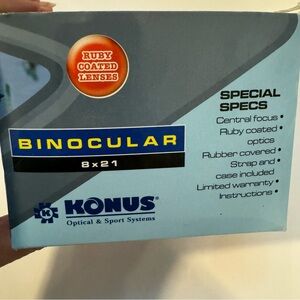 RUBY
COATED
LENSES
BINOCULAR
8x21
K
KONUS®
Optical & Sport Systems
SPECIAL
SPECS
Central focus •
Ruby coated •
optics
Rubber covered •
Strap and •
case included
Limited warranty •
Instructions •